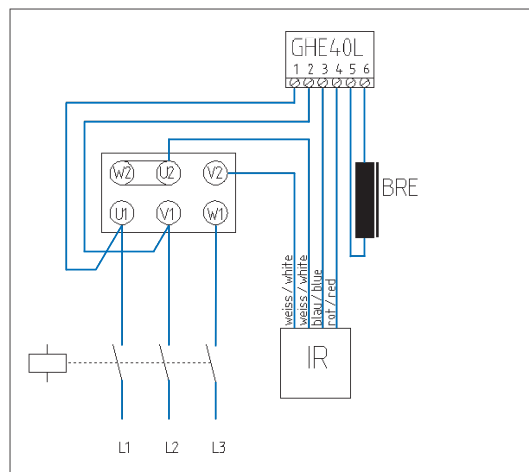 GHE40L
1 2 3 4 5 6
W2 U2 V2
BRE
U1 V1 W1
weiss / white
weiss / white
blau / blue
rot / red
IR
L1 L2 L3